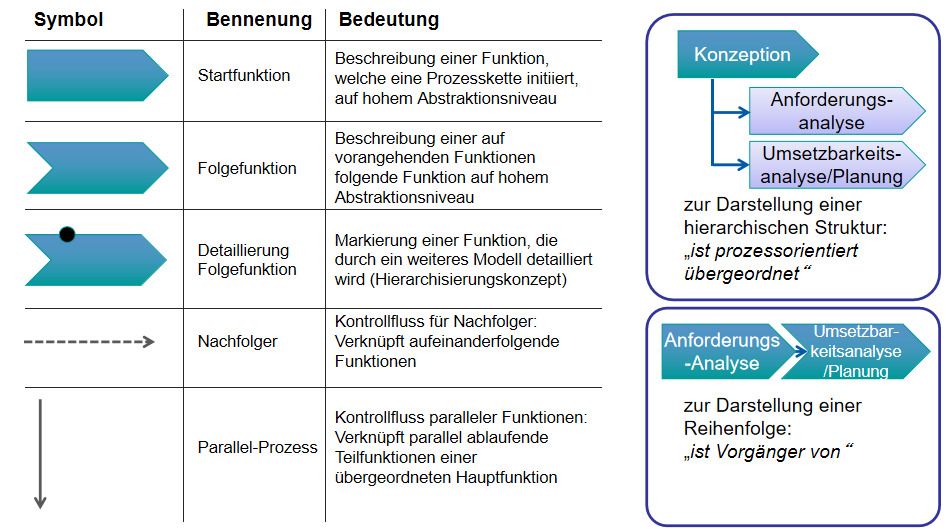 Symbol
Bennenung
Bedeutung
Startfunktion
Beschreibung einer Funktion,
welche eine Prozesskette initiiert,
auf hohem Abstraktionsniveau
Folgefunktion
Beschreibung einer auf
vorangehenden Funktionen
folgende Funktion auf hohem
Abstraktionsniveau
Detaillierung
Folgefunktion
Markierung einer Funktion, die
durch ein weiteres Modell detailliert
wird (Hierarchisierungskonzept)
Nachfolger
Kontrollfluss für Nachfolger:
Verknüpft aufeinanderfolgende
Funktionen
Parallel-Prozess
Kontrollfluss paralleler Funktionen:
Verknüpft parallel ablaufende
Teilfunktionen einer
übergeordneten Hauptfunktion
Konzeption
Anforderungs-
analyse
Umsetzbarkeits-
analyse/Planung
zur Darstellung einer
hierarchischen Struktur:
„ist prozessorientiert
übergeordnet“
Anforderungs
-Analyse
Umsetzbar-
keitsanalyse
/Planung
zur Darstellung einer
Reihenfolge:
„ist Vorgänger von“